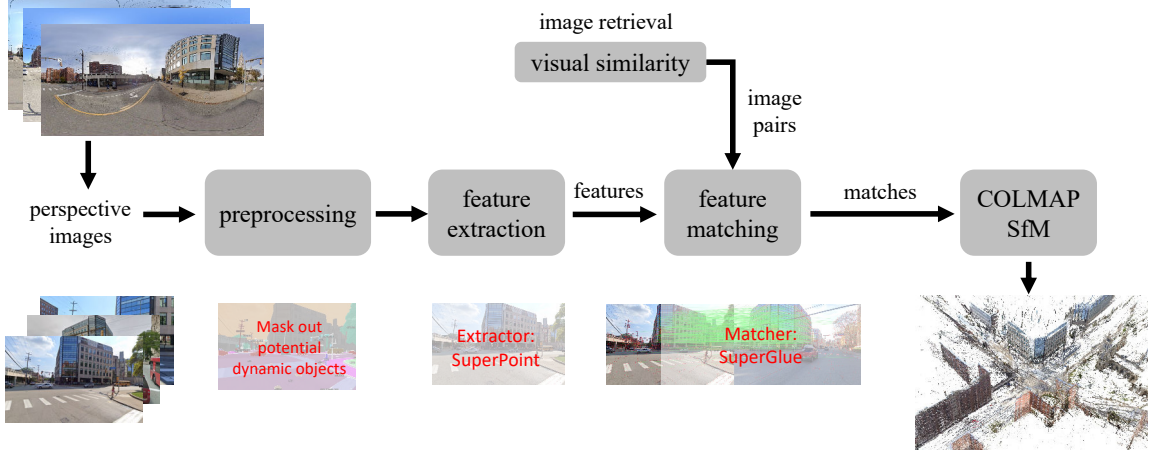 image retrieval
visual similarity
image
pairs
perspective
images
preprocessing
feature
extraction
features
feature
matching
matches
COLMAP
SfM
Mask out
potential
dynamic objects
Extractor:
SuperPoint
Matcher:
SuperGlue